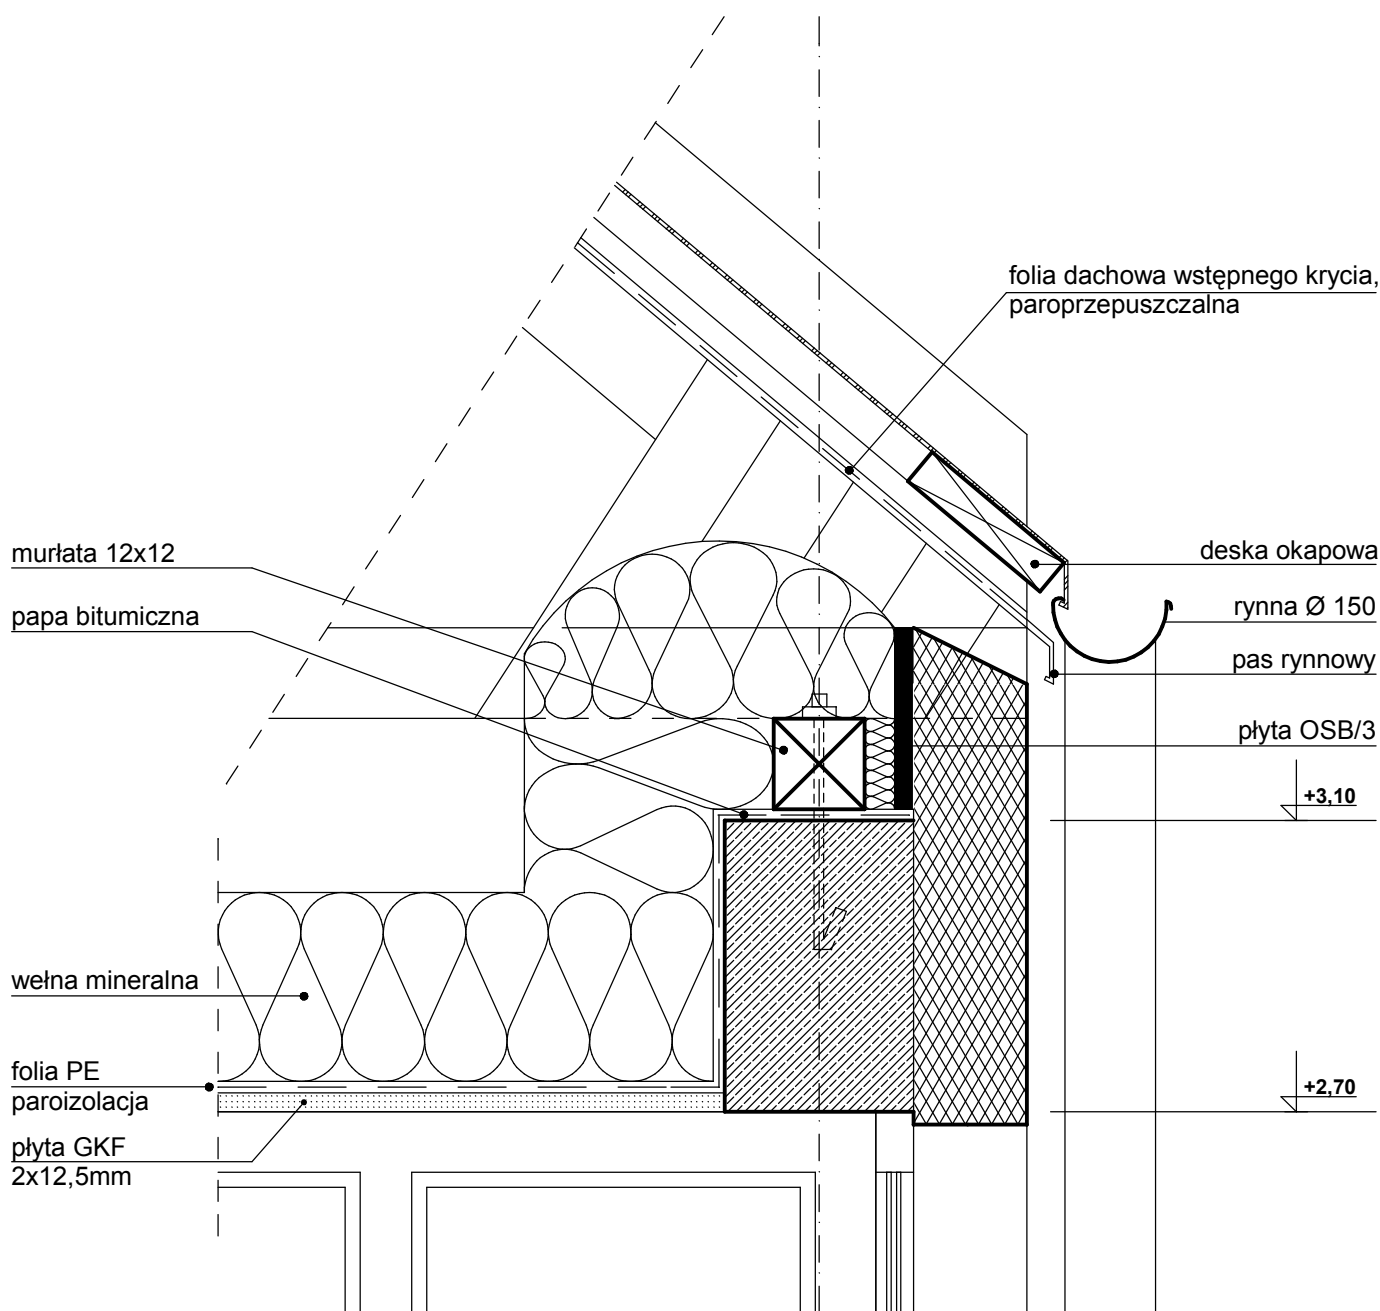 folia dachowa wstępnego krycia,
paroprzepuszczalna
murłata 12x12
deska okapowa
papa bitumiczna
rynna Ø 150
pas rynnowy
płyta OSB/3
+3,10
wełna mineralna
folia PE
paroizolacja
+2,70
płyta GKF
2x12,5mm